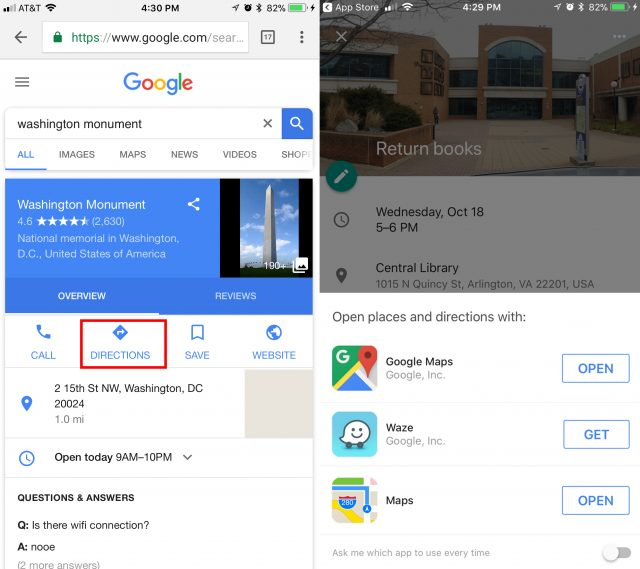 AT&T 4:30 PM 82%
https://www.google.com/sear... 17
Google
washington monument
ALL IMAGES MAPS NEWS VIDEOS SHOP
Washington Monument
4.6 (2,630)
National memorial in Washington,
D.C., United States of America
190+
OVERVIEW REVIEWS
CALL DIRECTIONS SAVE WEBSITE
2 15th St NW, Washington, DC
20024
1.0 mi
Open today 9AM–10PM
QUESTIONS & ANSWERS
Q: Is there wifi connection?
A: nooe
(2 more answers)
App Store 4:29 PM 82%
Return books
Wednesday, Oct 18
5–6 PM
Central Library
1015 N Quincy St, Arlington, VA 22201, USA
Open places and directions with:
G
Google Maps
Google, Inc.
OPEN
Waze
Google, Inc.
GET
280
Maps
OPEN
Ask me which app to use every time